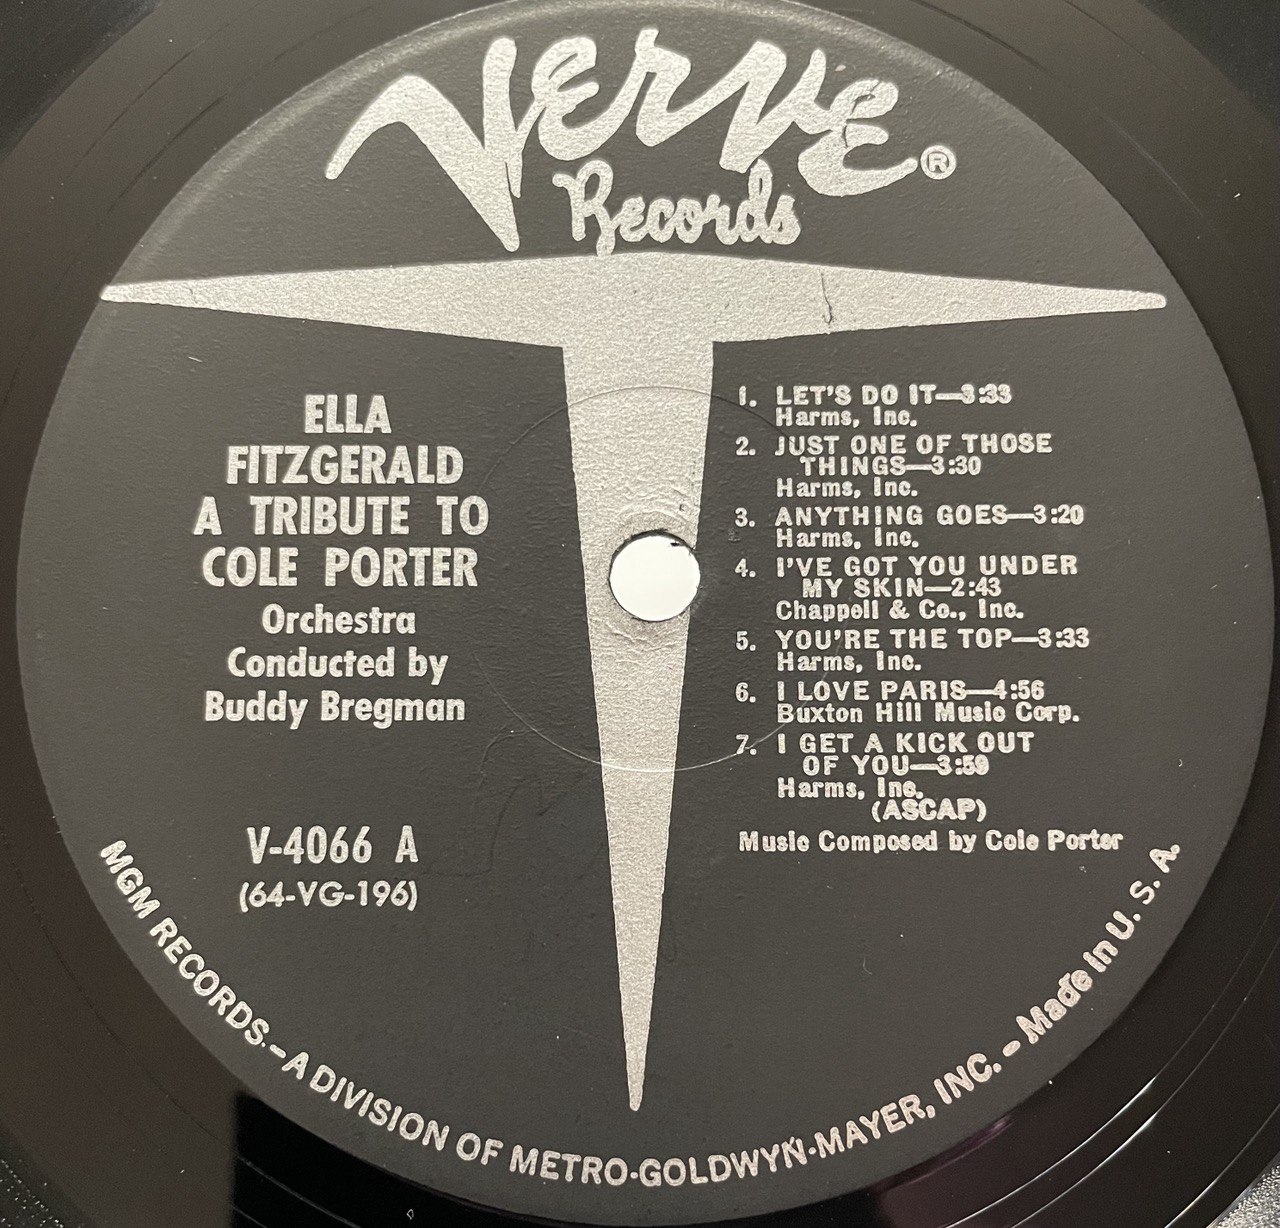 Verve®
Records
ELLA
FITZGERALD
A TRIBUTE TO
COLE PORTER
Orchestra
Conducted by
Buddy Bregman
V-4066 A
(64-VG-196)
1. LET'S DO IT—3:33
Harms, Inc.
2. JUST ONE OF THOSE
THINGS—3:30
Harms, Inc.
3. ANYTHING GOES—3:20
Harms, Inc.
4. I'VE GOT YOU UNDER
MY SKIN—2:43
Chappell & Co., Inc.
5. YOU'RE THE TOP—3:33
Harms, Inc.
6. I LOVE PARIS—4:56
Buxton Hill Music Corp.
7. I GET A KICK OUT
OF YOU—3:59
Harms, Inc.
(ASCAP)
Music Composed by Cole Porter
MGM RECORDS.—A DIVISION OF METRO-GOLDWYN-MAYER, INC. - Made in U. S. A.